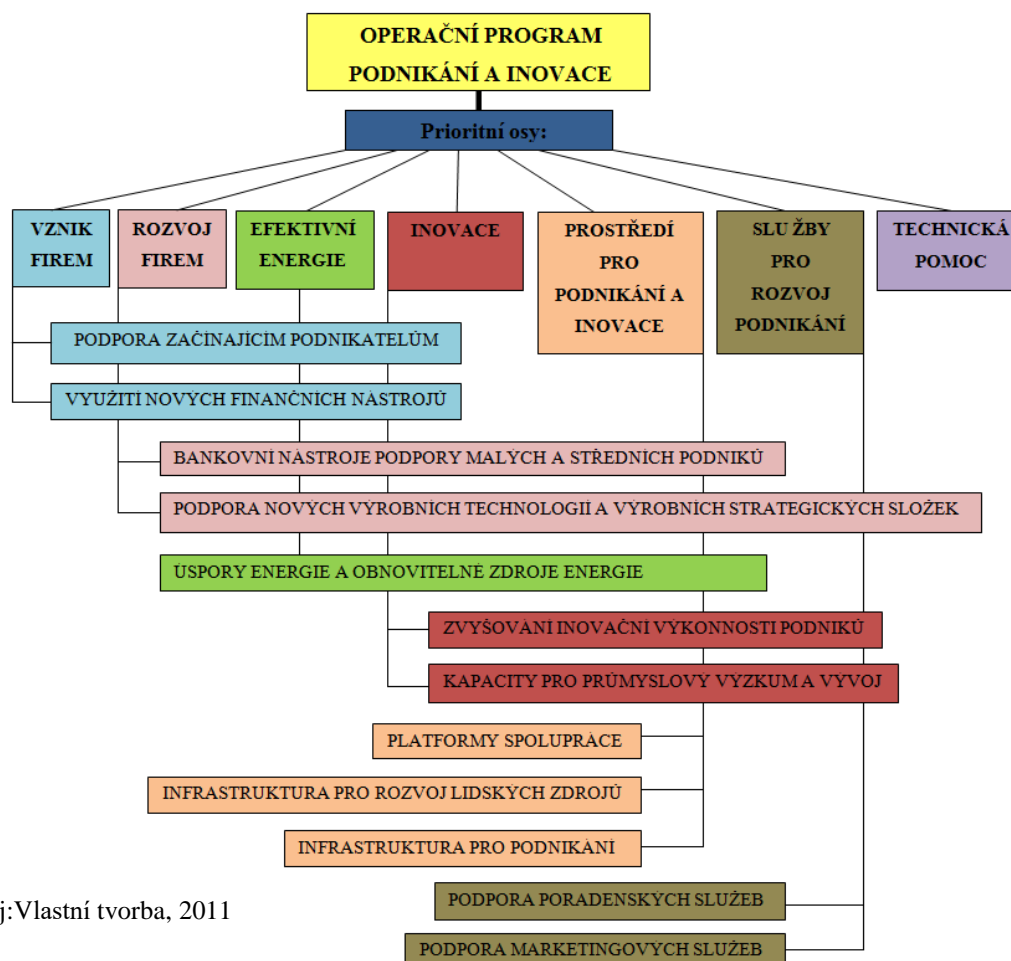 OPERAČNÍ PROGRAM
PODNIKÁNÍ A INOVACE
Prioritní osy:
VZNIK
FIREM
ROZVOJ
FIREM
EFEKTIVNÍ
ENERGIE
INOVACE
PROSTŘEDÍ
PRO
PODNIKÁNÍ A
INOVACE
SLU ŽBY
PRO
ROZVOJ
PODNIKÁNÍ
TECHNICKÁ
POMOC
PODPORA ZAČÍNAJÍCÍM PODNIKATELŮM
VYUŽITÍ NOVÝCH FINANČNÍCH NÁSTROJŮ
BANKOVNÍ NÁSTROJE PODPORY MALÝCH A STŘEDNÍCH PODNIKŮ
PODPORA NOVÝCH VÝROBNÍCH TECHNOLOGIÍ A VÝROBNÍCH STRATEGICKÝCH SLOŽEK
ÚSPORY ENERGIE A OBNOVITELNÉ ZDROJE ENERGIE
ZVYŠOVÁNÍ INOVAČNÍ VÝKONNOSTI PODNIKŮ
KAPACITY PRO PRŮMYSLOVÝ VÝZKUM A VÝVOJ
PLATFORMY SPOLUPRÁCE
INFRASTRUKTURA PRO ROZVOJ LIDSKÝCH ZDROJŮ
INFRASTRUKTURA PRO PODNIKÁNÍ
j:Vlastní tvorba, 2011
PODPORA PORADENSKÝCH SLUŽEB
PODPORA MARKETINGOVÝCH SLUŽEB